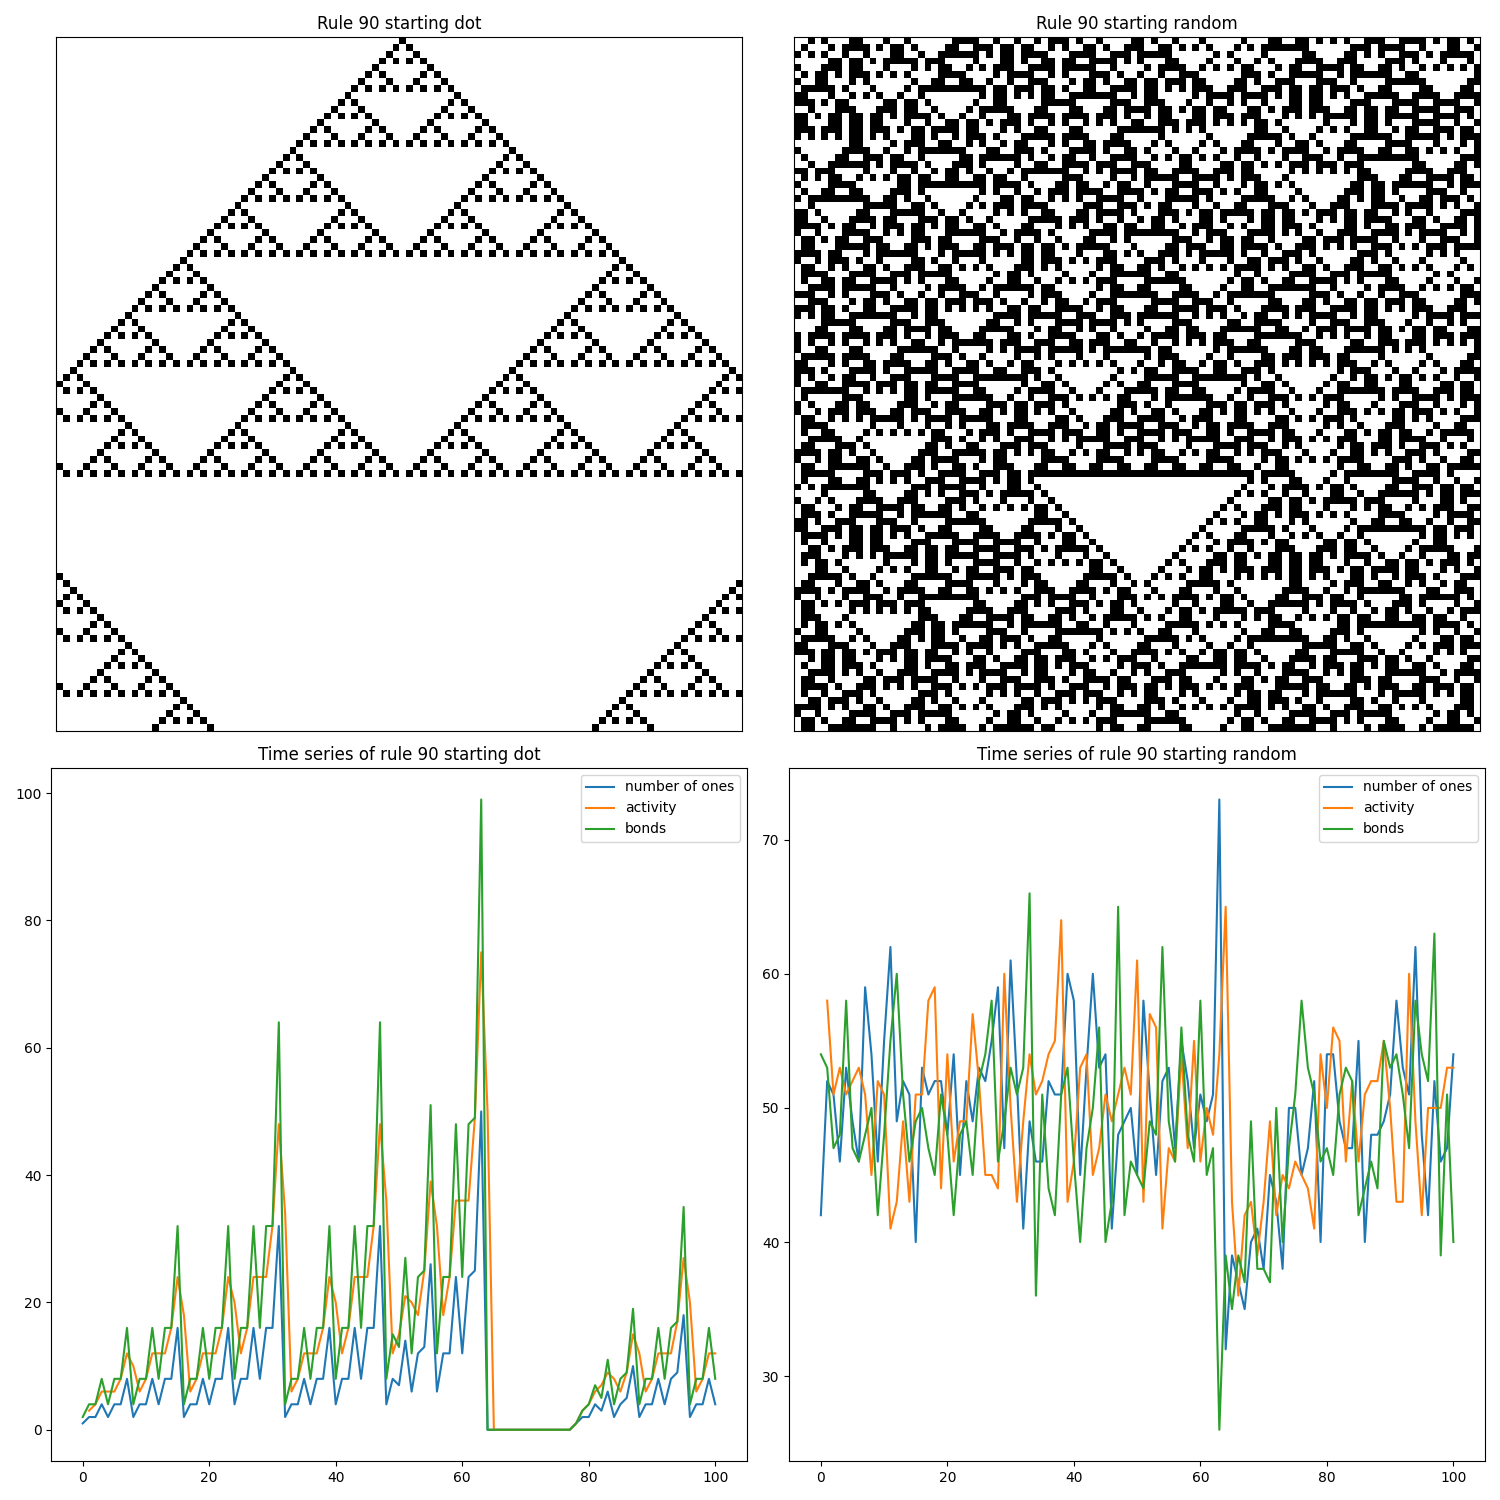 Rule 90 starting dot
Rule 90 starting random
Time series of rule 90 starting dot
number of ones
activity
bonds
100
80
60
40
20
0
0
20
40
60
80
100
Time series of rule 90 starting random
number of ones
activity
bonds
70
60
50
40
30
0
20
40
60
80
100